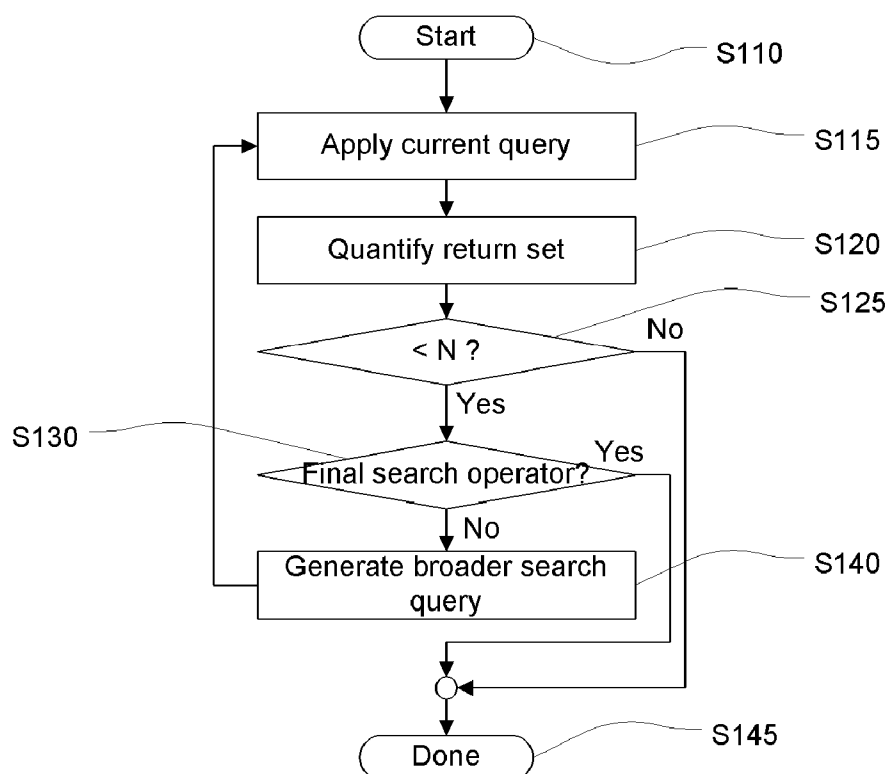 Start
S110
Apply current query
S115
Quantify return set
S120
S125
< N ?
No
Yes
S130
Yes
Final search operator?
No
Generate broader search
query
S140
Done
S145